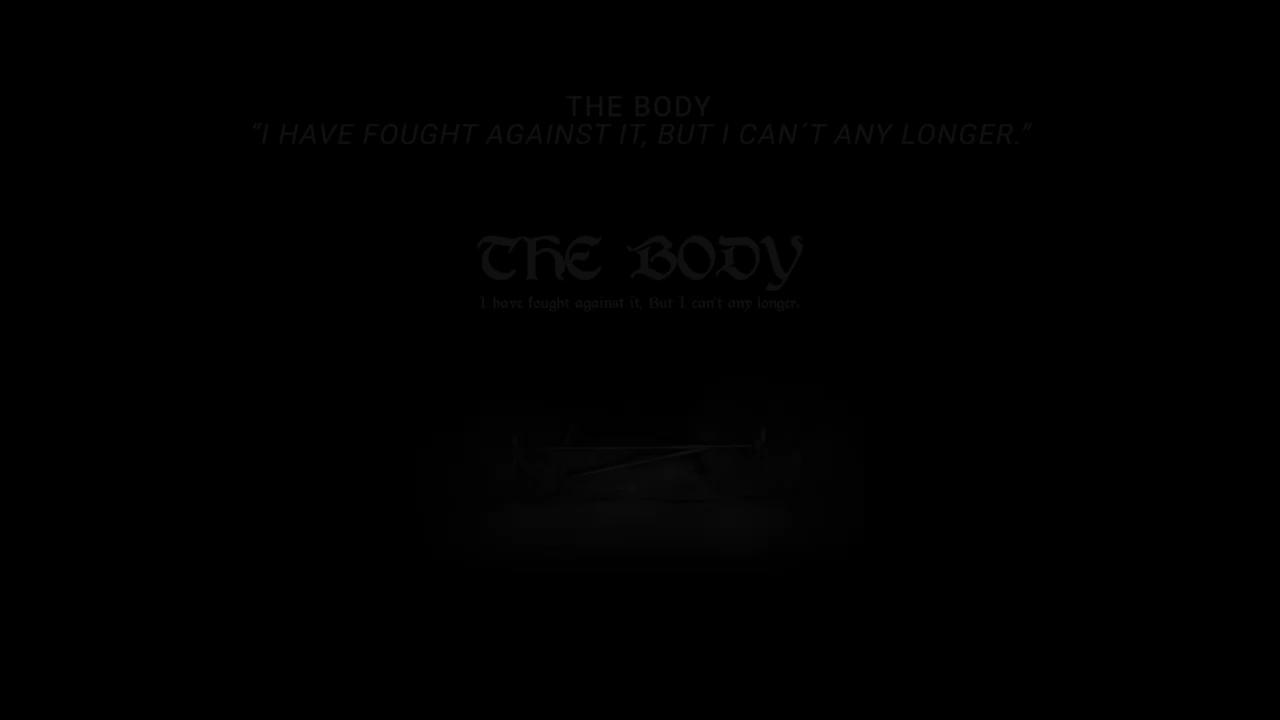 THE BODY
“I HAVE FOUGHT AGAINST IT, BUT I CAN´T ANY LONGER.”
THE BODY
I have fought against it, But I can't any longer.